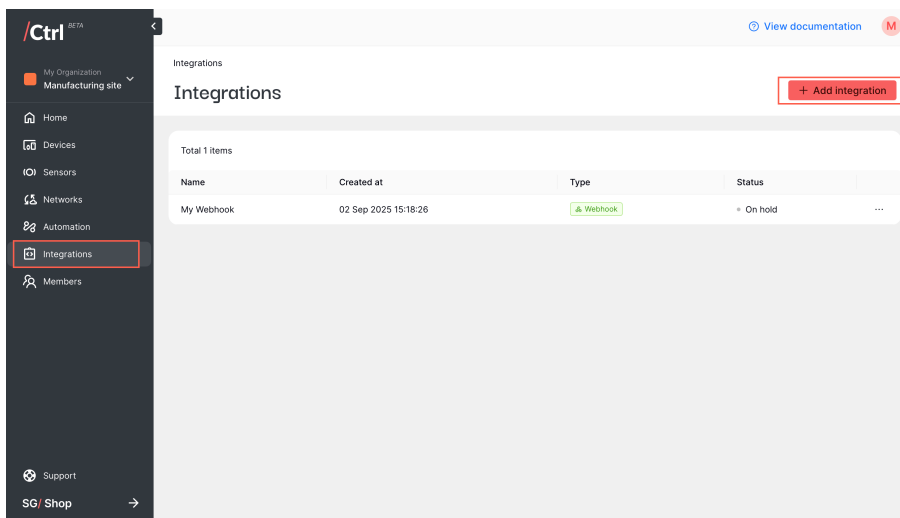 /Ctrl BETA
My Organization
Manufacturing site
Home
Devices
Sensors
Networks
Automation
Integrations
Members
Support
SG/ Shop
View documentation
M
Integrations
Integrations
+ Add integration
Total 1 items
Name Created at Type Status
My Webhook 02 Sep 2025 15:18:26 Webhook On hold ...